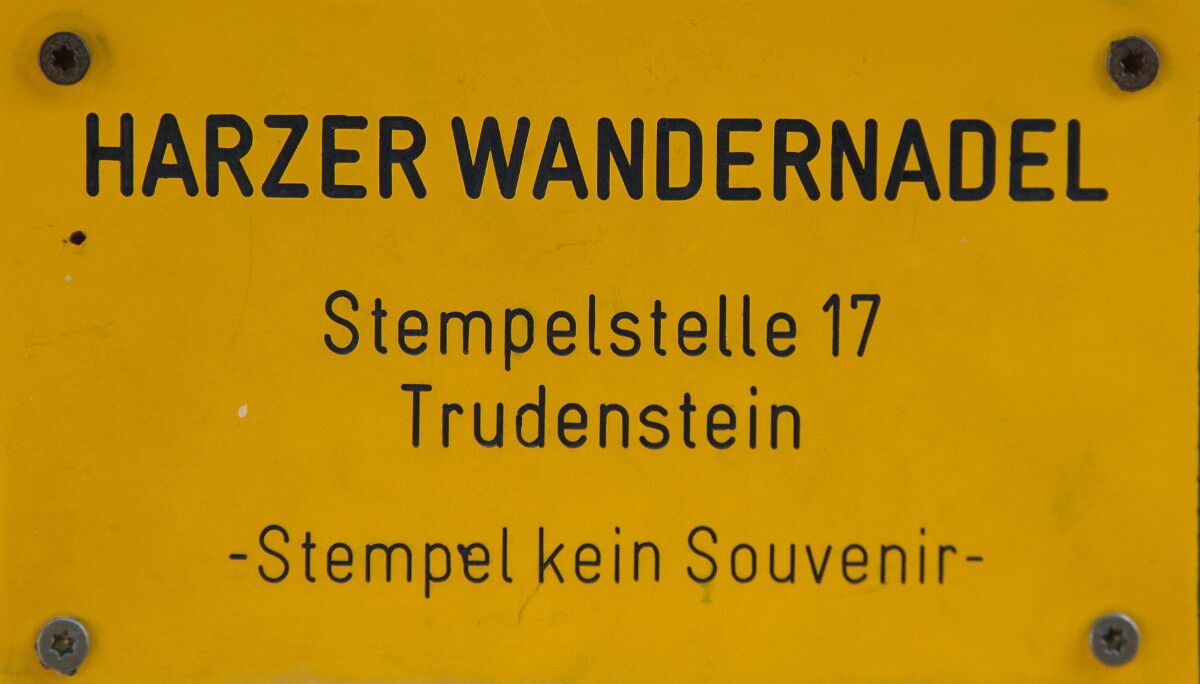 HARZER WANDERNADEL
Stempelstelle 17
Trudenstein
-Stempel kein Souvenir-